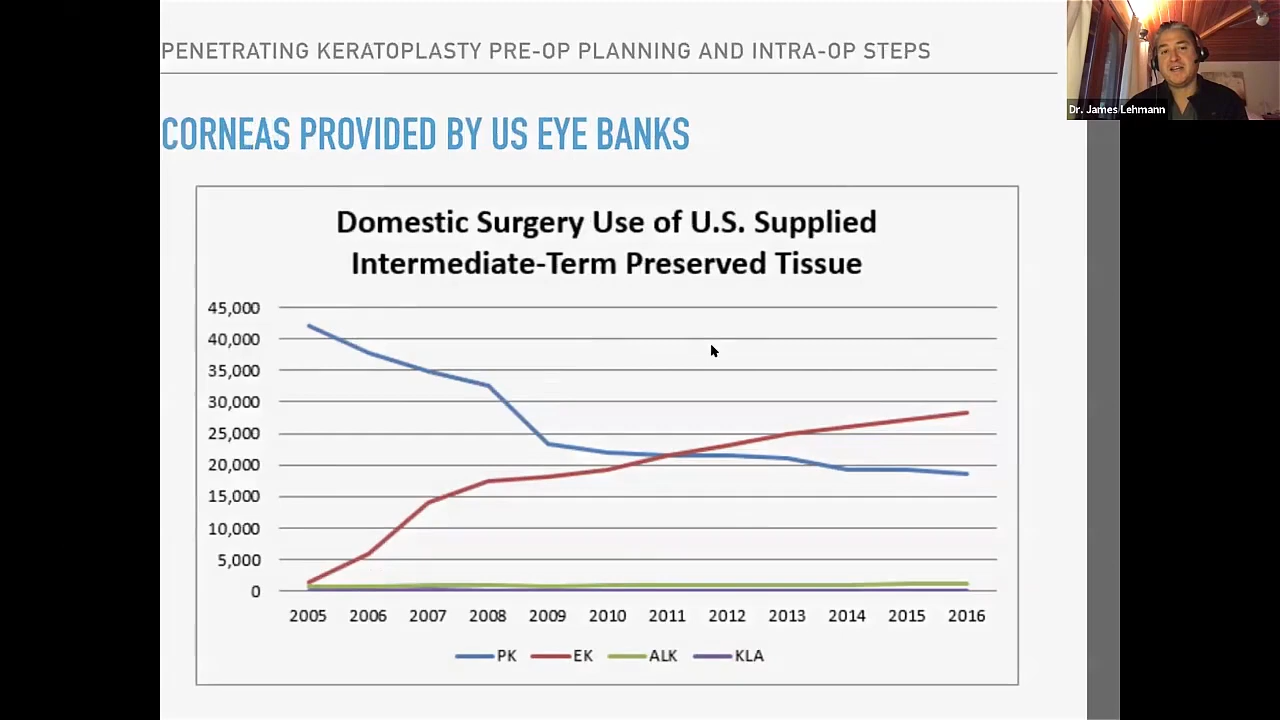 PENETRATING KERATOPLASTY PRE-OP PLANNING AND INTRA-OP STEPS
Dr. James Lehmann
CORNEAS PROVIDED BY US EYE BANKS
Domestic Surgery Use of U.S. Supplied
Intermediate-Term Preserved Tissue
45,000
40,000
35,000
30,000
25,000
20,000
15,000
10,000
5,000
0
2005 2006 2007 2008 2009 2010 2011 2012 2013 2014 2015 2016
PK EK ALK KLA